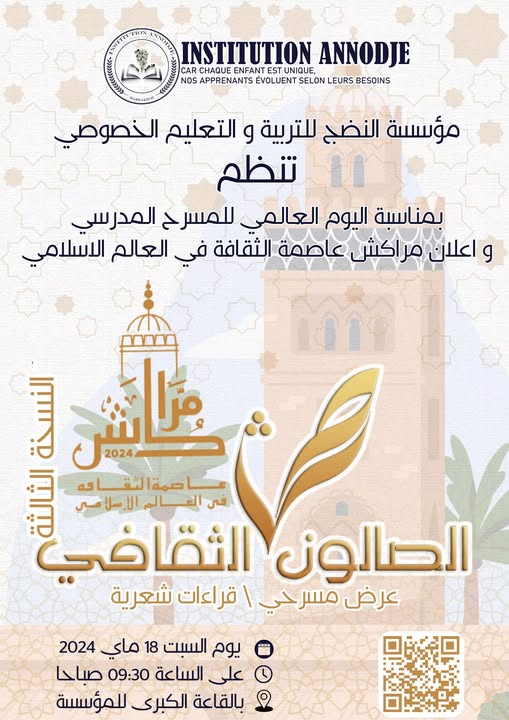 INSTITUTION ANNODJE
CAR CHAQUE ENFANT EST UNIQUE,
NOS APPRENANTS ÉVOLUENT SELON LEURS BESOINS
INSTITUTION ANNODJE
MARRAKECH
مؤسسة النضج للتربية و التعليم الخصوصي
تنظم
بمناسبة اليوم العالمي للمسرح المدرسي
و اعلان مراكش عاصمة الثقافة في العالم الاسلامي
مراكش
2024
عاصمة الثقافة
في العالم الإسلامي
النسخة الثالثة
الصالون الثقافي
عرض مسرحي \ قراءات شعرية
يوم السبت 18 ماي 2024
على الساعة 09:30 صباحا
بالقاعة الكبرى للمؤسسة